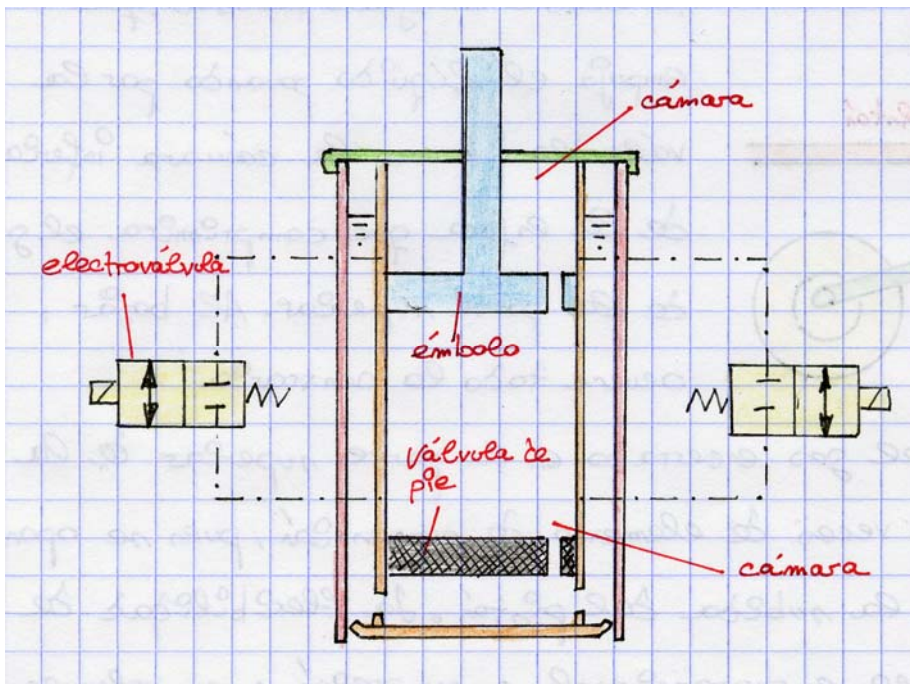 cámara
electroválvula
émbolo
válvula de
pie
cámara